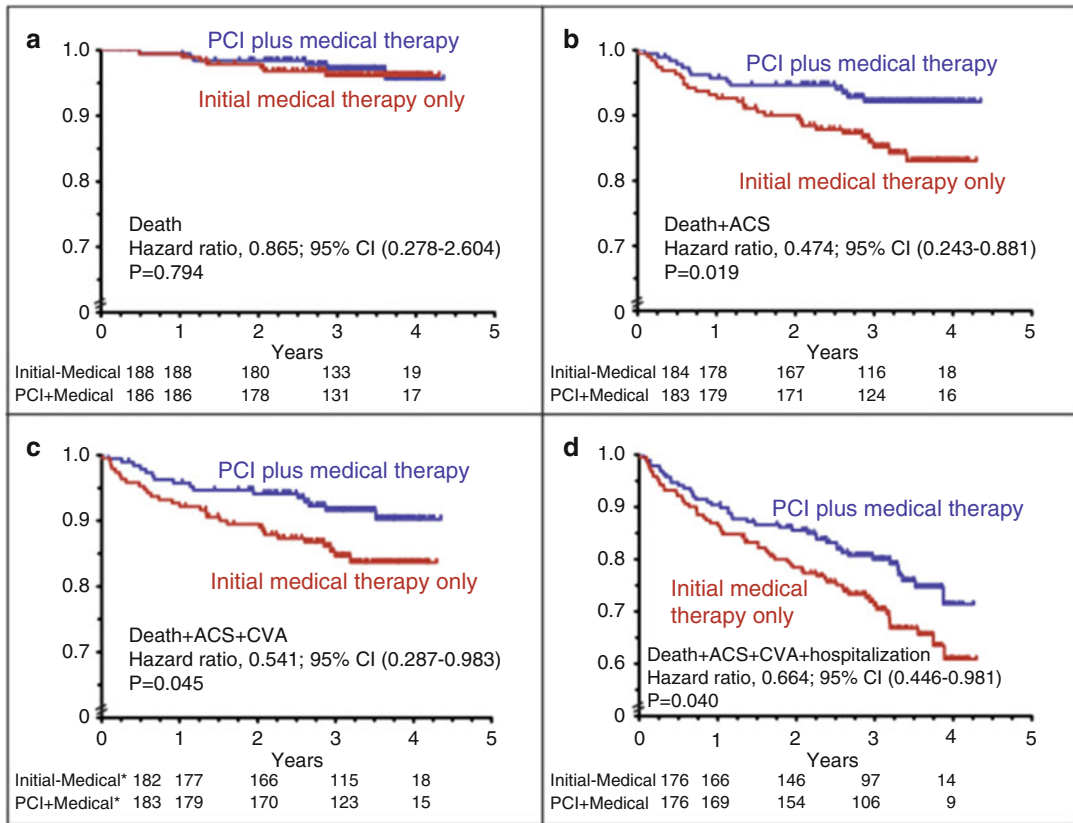 a
PCI plus medical therapy
Initial medical therapy only
1.0
0.9
0.8
0.7
0
Death
Hazard ratio, 0.865; 95% CI (0.278-2.604)
P=0.794
0 1 2 3 4 5
Years
Initial-Medical 188 188 180 133 19
PCI+Medical 186 186 178 131 17
b
PCI plus medical therapy
Initial medical therapy only
1.0
0.9
0.8
0.7
0
Death+ACS
Hazard ratio, 0.474; 95% CI (0.243-0.881)
P=0.019
0 1 2 3 4 5
Years
Initial-Medical 184 178 167 116 18
PCI+Medical 183 179 171 124 16
c
PCI plus medical therapy
Initial medical therapy only
1.0
0.9
0.8
0.7
0
Death+ACS+CVA
Hazard ratio, 0.541; 95% CI (0.287-0.983)
P=0.045
0 1 2 3 4 5
Years
Initial-Medical* 182 177 166 115 18
PCI+Medical* 183 179 170 123 15
d
PCI plus medical therapy
Initial medical
therapy only
1.0
0.9
0.8
0.7
0.6
0
Death+ACS+CVA+hospitalization
Hazard ratio, 0.664; 95% CI (0.446-0.981)
P=0.040
0 1 2 3 4 5
Years
Initial-Medical 176 166 146 97 14
PCI+Medical 176 169 154 106 9